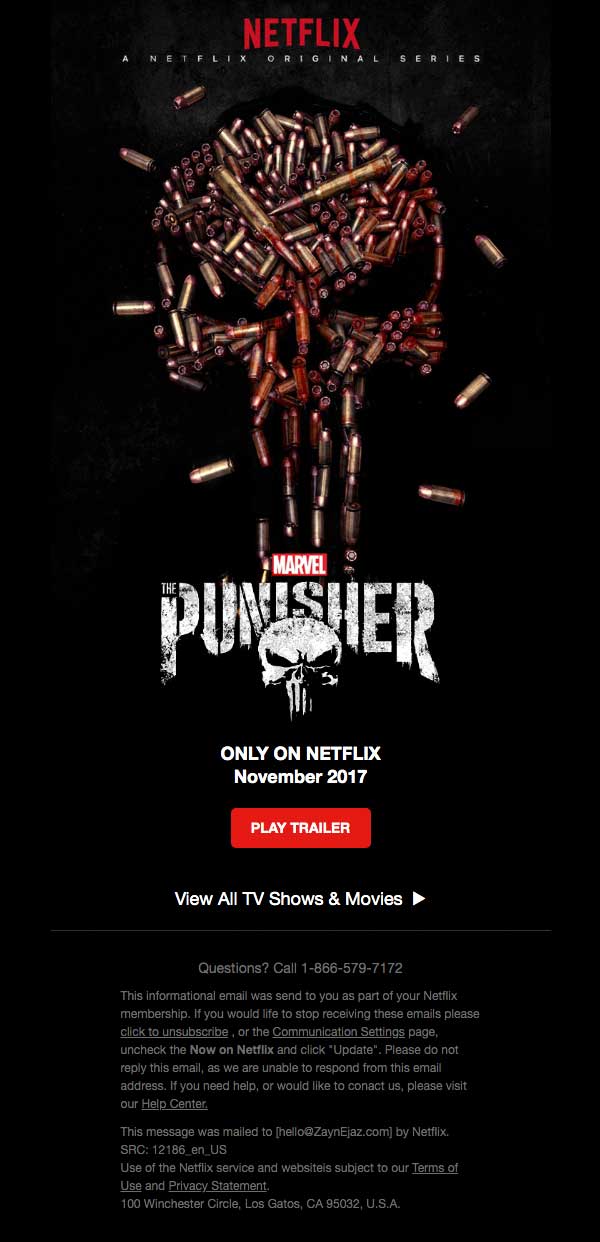 NETFLIX
A NETFLIX ORIGINAL SERIES
MARVEL
THE
PUNISHER
ONLY ON NETFLIX
November 2017
PLAY TRAILER
View All TV Shows & Movies ▶
Questions? Call 1-866-579-7172
This informational email was send to you as part of your Netflix
membership. If you would life to stop receiving these emails please
click to unsubscribe , or the Communication Settings page,
uncheck the Now on Netflix and click "Update". Please do not
reply this email, as we are unable to respond from this email
address. If you need help, or would like to conact us, please visit
our Help Center.
This message was mailed to [hello@ZaynEjaz.com] by Netflix.
SRC: 12186_en_US
Use of the Netflix service and websiteis subject to our Terms of
Use and Privacy Statement.
100 Winchester Circle, Los Gatos, CA 95032, U.S.A.